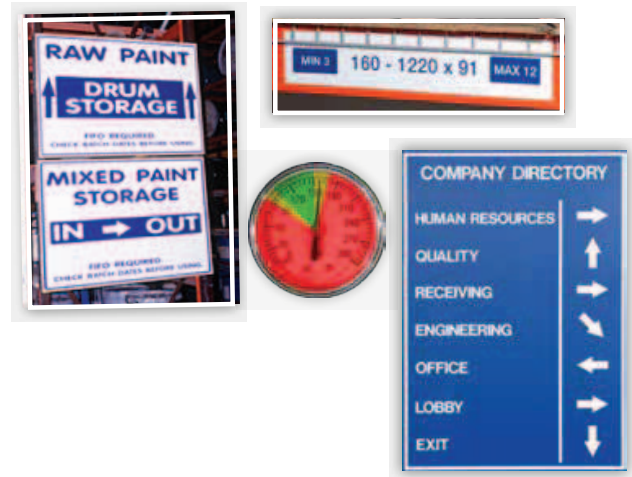 RAW PAINT
DRUM
STORAGE
FIFO REQUIRED
CHECK BATCH DATES BEFORE USING
MIXED PAINT
STORAGE
IN → OUT
FIFO REQUIRED
CHECK BATCH DATES BEFORE USING
MIN 3 160 - 1220 x 91 MAX 12
COMPANY DIRECTORY
HUMAN RESOURCES →
QUALITY ↑
RECEIVING →
ENGINEERING ↘
OFFICE ←
LOBBY →
EXIT ↓